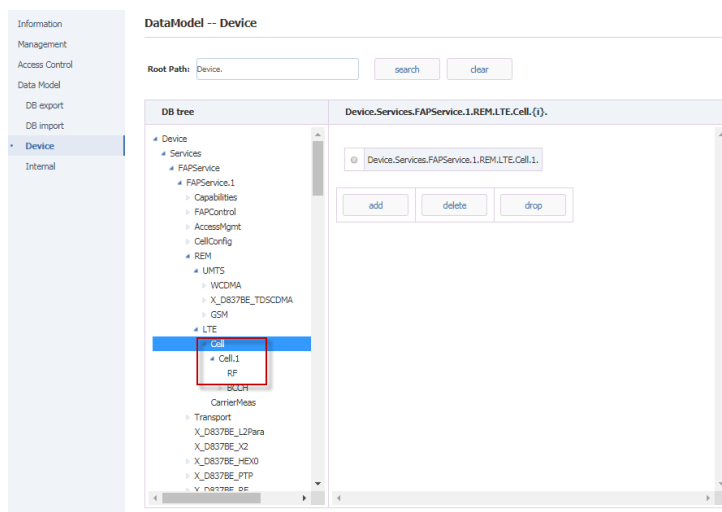 Information
Management
Access Control
Data Model
DB export
DB import
Device
Internal
DataModel -- Device
Root Path: Device. search clear
DB tree
Device
Services
FAPService
FAPService.1
Capabilities
FAPControl
AccessMgmt
CellConfig
REM
UMTS
WCDMA
X_D837BE_TDSCDMA
GSM
LTE
Cell
Cell.1
RF
BCCH
CarrierMeas
Transport
X_D837BE_L2Para
X_D837BE_X2
X_D837BE_HEX0
X_D837BE_PTP
X_D837BE_RF
Device.Services.FAPService.1.REM.LTE.Cell.{i}.
Device.Services.FAPService.1.REM.LTE.Cell.1.
add delete drop